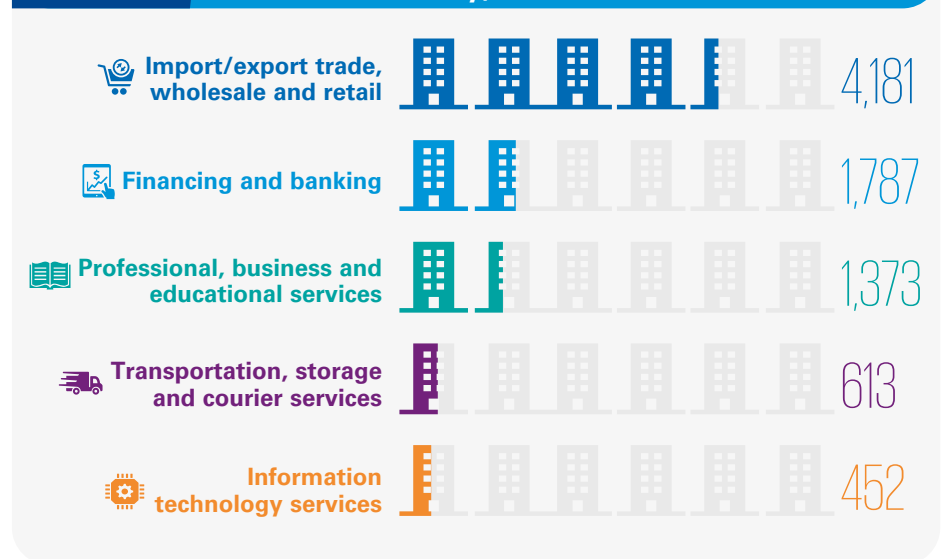 Import/export trade,
wholesale and retail
4,181
Financing and banking
1,787
Professional, business and
educational services
1,373
Transportation, storage
and courier services
613
Information
technology services
452